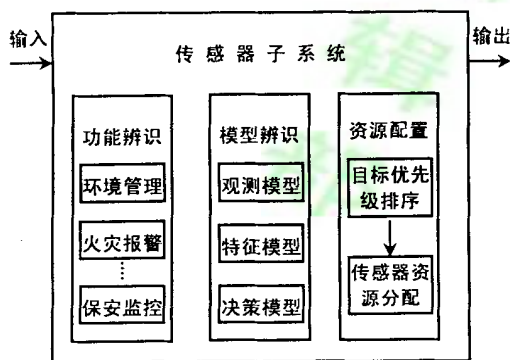 输入
输出
传感器子系统
功能辨识
环境管理
火灾报警
保安监控
模型辨识
观测模型
特征模型
决策模型
资源配置
目标优先
级排序
传感器资
源分配